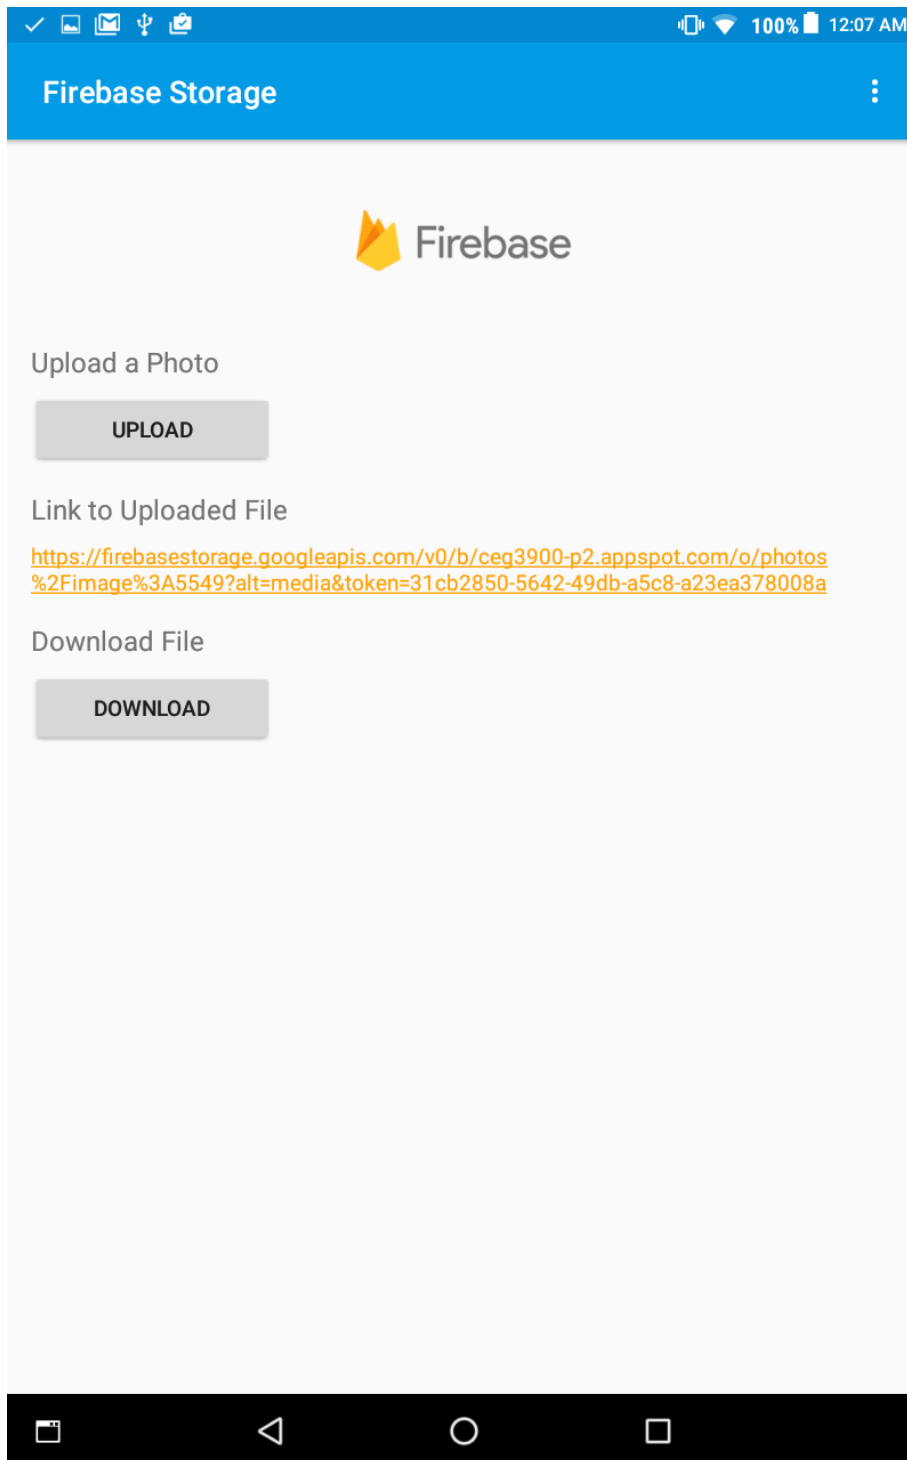 100% 12:07 AM
Firebase Storage
Firebase
Upload a Photo
UPLOAD
Link to Uploaded File
https://firebasestorage.googleapis.com/v0/b/ceg3900-p2.appspot.com/o/photos
%2Fimage%3A5549?alt=media&token=31cb2850-5642-49db-a5c8-a23ea378008a
Download File
DOWNLOAD